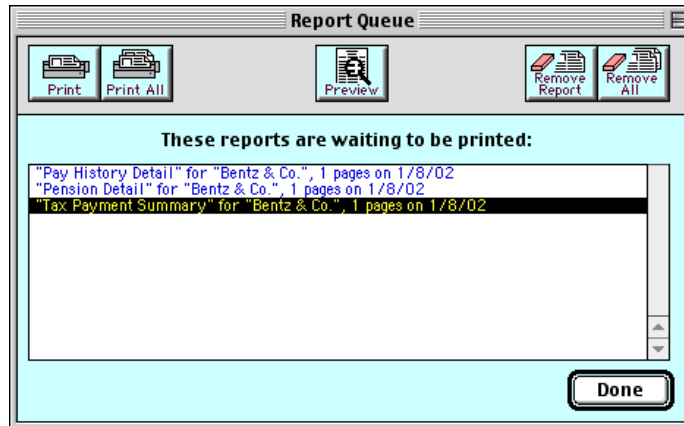 Report Queue
Print
Print All
Preview
Remove
Report
Remove
All
These reports are waiting to be printed:
"Pay History Detail" for "Bentz & Co.", 1 pages on 1/8/02
"Pension Detail" for "Bentz & Co.", 1 pages on 1/8/02
"Tax Payment Summary" for "Bentz & Co.", 1 pages on 1/8/02
Done